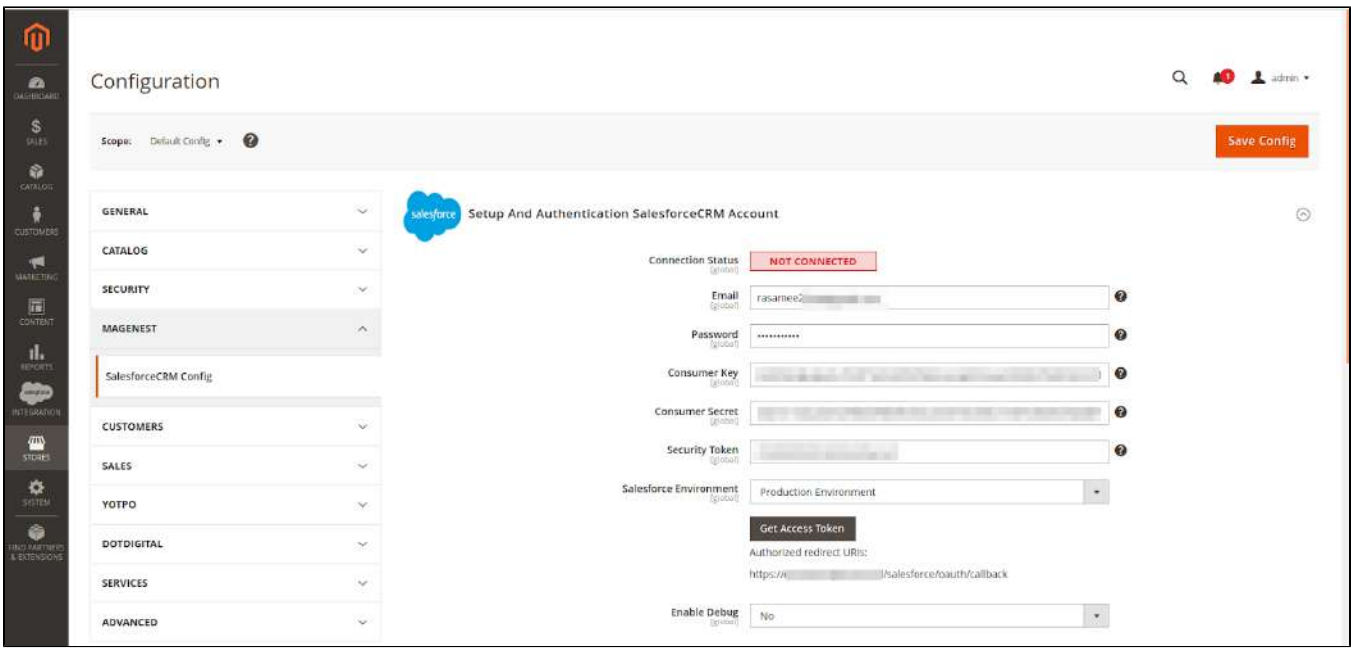 Configuration
1
admin
DASHBOARD
SALES
CATALOG
CUSTOMERS
MARKETING
CONTENT
REPORTS
INTEGRATION
STORES
SYSTEM
FIND PARTNERS
& EXTENSIONS
Scope: Default Config
Save Config
GENERAL
CATALOG
SECURITY
MAGENEST
SalesforceCRM Config
CUSTOMERS
SALES
YOTPO
DOTDIGITAL
SERVICES
ADVANCED
salesforce
Setup And Authentication SalesforceCRM Account
Connection Status
[global]
NOT CONNECTED
Email
[global]
rasamee2
Password
[global]
Consumer Key
[global]
Consumer Secret
[global]
Security Token
[global]
Salesforce Environment
[global]
Production Environment
Get Access Token
Authorized redirect URIs:
https:// /salesforce/oauth/callback
Enable Debug
[global]
No